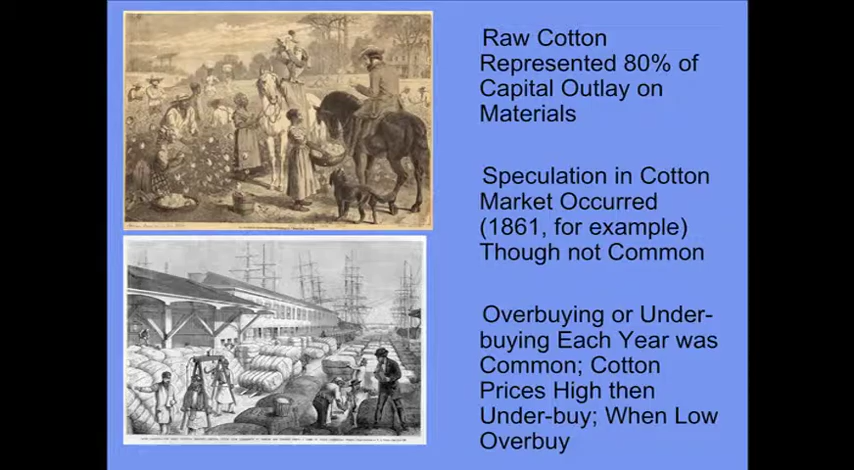 Raw Cotton
Represented 80% of
Capital Outlay on
Materials
Speculation in Cotton
Market Occurred
(1861, for example)
Though not Common
Overbuying or Under-
buying Each Year was
Common; Cotton
Prices High then
Under-buy; When Low
Overbuy